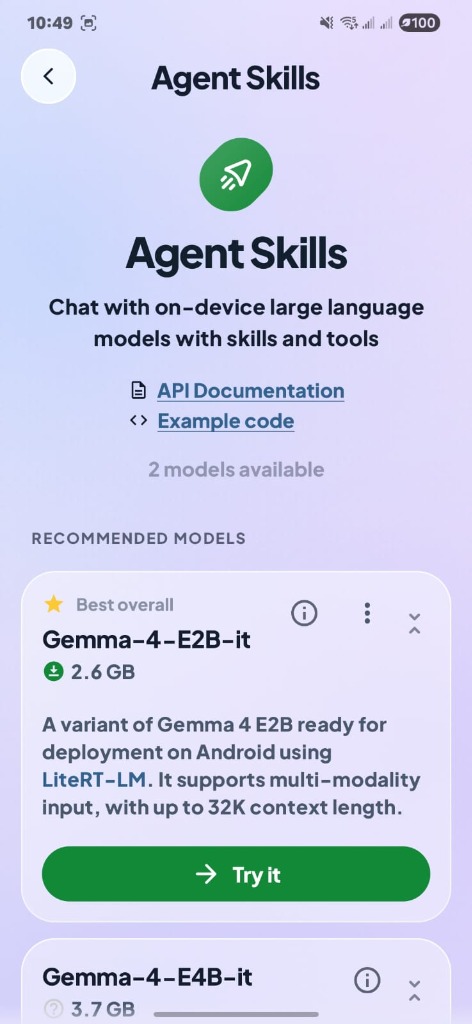 10:49
100
Agent Skills
Agent Skills
Chat with on-device large language
models with skills and tools
API Documentation
Example code
2 models available
RECOMMENDED MODELS
Best overall
Gemma-4-E2B-it
2.6 GB
A variant of Gemma 4 E2B ready for
deployment on Android using
LiteRT-LM. It supports multi-modality
input, with up to 32K context length.
Try it
Gemma-4-E4B-it
3.7 GB